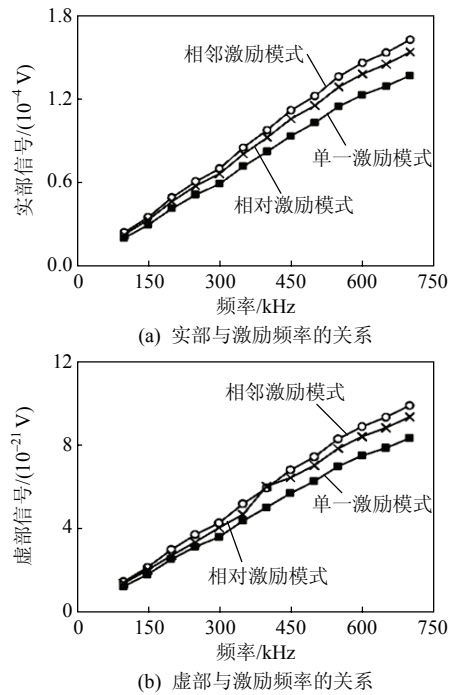 1.8
1.2
0.6
0.0
实部信号/(10⁻⁴ V)
相邻激励模式
单一激励模式
相对激励模式
0 150 300 450 600 750
频率/kHz
(a) 实部与激励频率的关系
12
8
4
0
虚部信号/(10⁻²¹ V)
相邻激励模式
单一激励模式
相对激励模式
0 150 300 450 600 750
频率/kHz
(b) 虚部与激励频率的关系